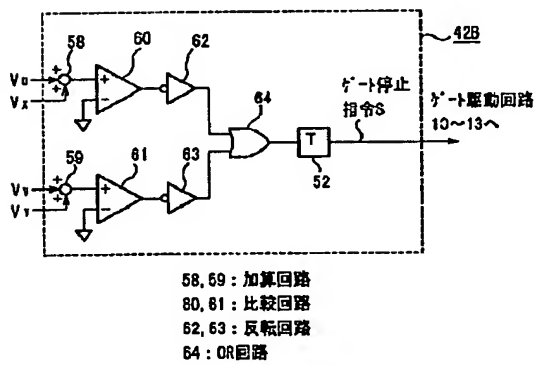 58
60
62
42B
VU
VX
+
+
+
−
64
ゲート停止
指令S
ゲート駆動回路
10〜13へ
T
52
59
61
63
VV
VY
+
+
+
−
58,59:加算回路
60,61:比較回路
62,63:反転回路
64:OR回路